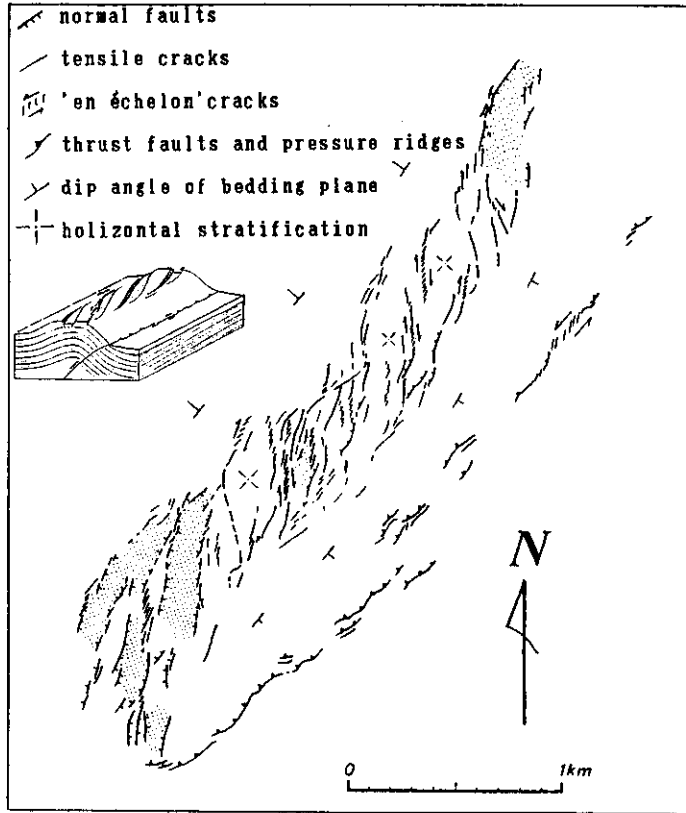 normal faults
tensile cracks
'en échelon'cracks
thrust faults and pressure ridges
dip angle of bedding plane
holizontal stratification
N
0 1km